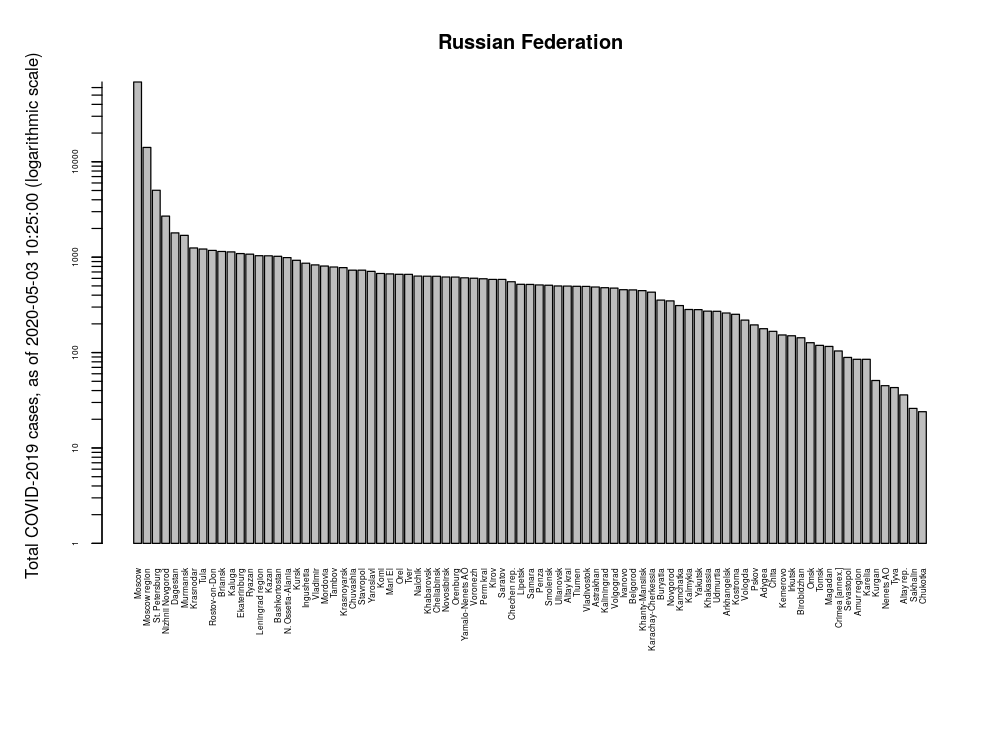 Russian Federation
Total COVID-2019 cases, as of 2020-05-03 10:25:00 (logarithmic scale)
10000
1000
100
10
1
Moscow
Moscow region
St. Petersburg
Nizhnii Novgorod
Dagestan
Murmansk
Krasnodar
Tula
Rostov-on-Don
Briansk
Kaluga
Ekaterinburg
Ryazan
Leningrad region
Kazan
Bashkortostan
N.Ossetia-Alania
Kursk
Ingushetia
Vladimir
Mordovia
Tambov
Krasnoyarsk
Chuvashia
Stavropol
Yaroslavl
Komi
Mari El
Orel
Tver
Nalchik
Khabarovsk
Cheliabinsk
Novosibirsk
Orenburg
Yamalo-Nenets AO
Voronezh
Perm krai
Kirov
Saratov
Chechen rep.
Lipetsk
Samara
Penza
Smolensk
Ulianovsk
Altay krai
Tiumen
Vladivostok
Astrakhan
Kaliningrad
Volgograd
Ivanovo
Belgorod
Khanty-Mansiisk
Karachay-Cherkessia
Buryatia
Novgorod
Kamchatka
Kalmykia
Yakutsk
Khakassia
Udmurtia
Arkhangelsk
Kostroma
Vologda
Pskov
Adygea
Chita
Kemerovo
Irkutsk
Birobidzhan
Omsk
Tomsk
Magadan
Crimea [annex.]
Sevastopol
Amur region
Karelia
Kurgan
Nenets AO
Tyva
Altay rep.
Sakhalin
Chukotka